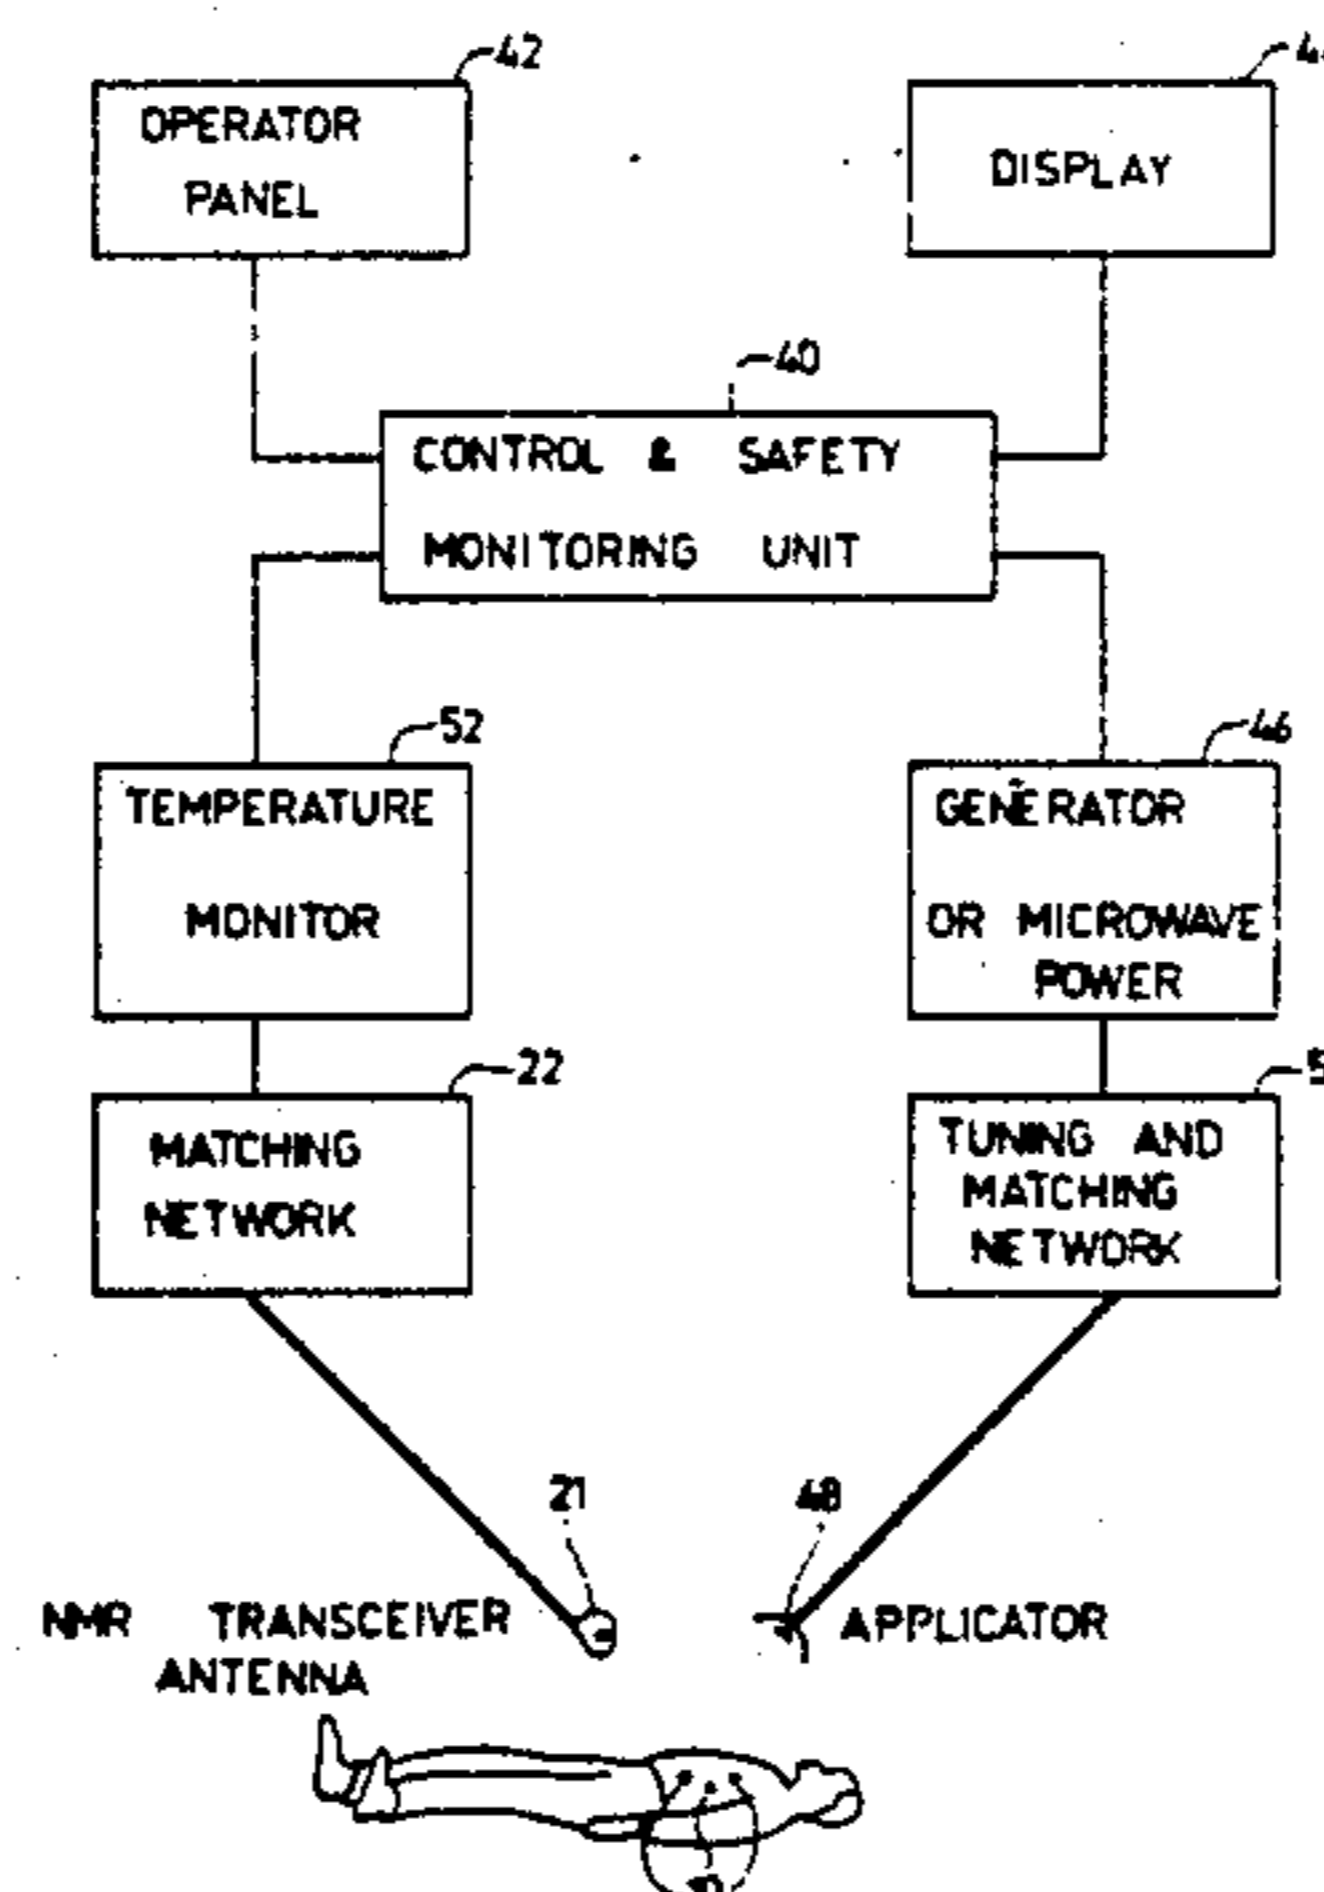 42
OPERATOR
PANEL
DISPLAY
40
CONTROL & SAFETY
MONITORING UNIT
52
TEMPERATURE
MONITOR
46
GENERATOR
OR MICROWAVE
POWER
22
MATCHING
NETWORK
TUNING AND
MATCHING
NETWORK
21
48
NMR TRANSCEIVER
ANTENNA
APPLICATOR